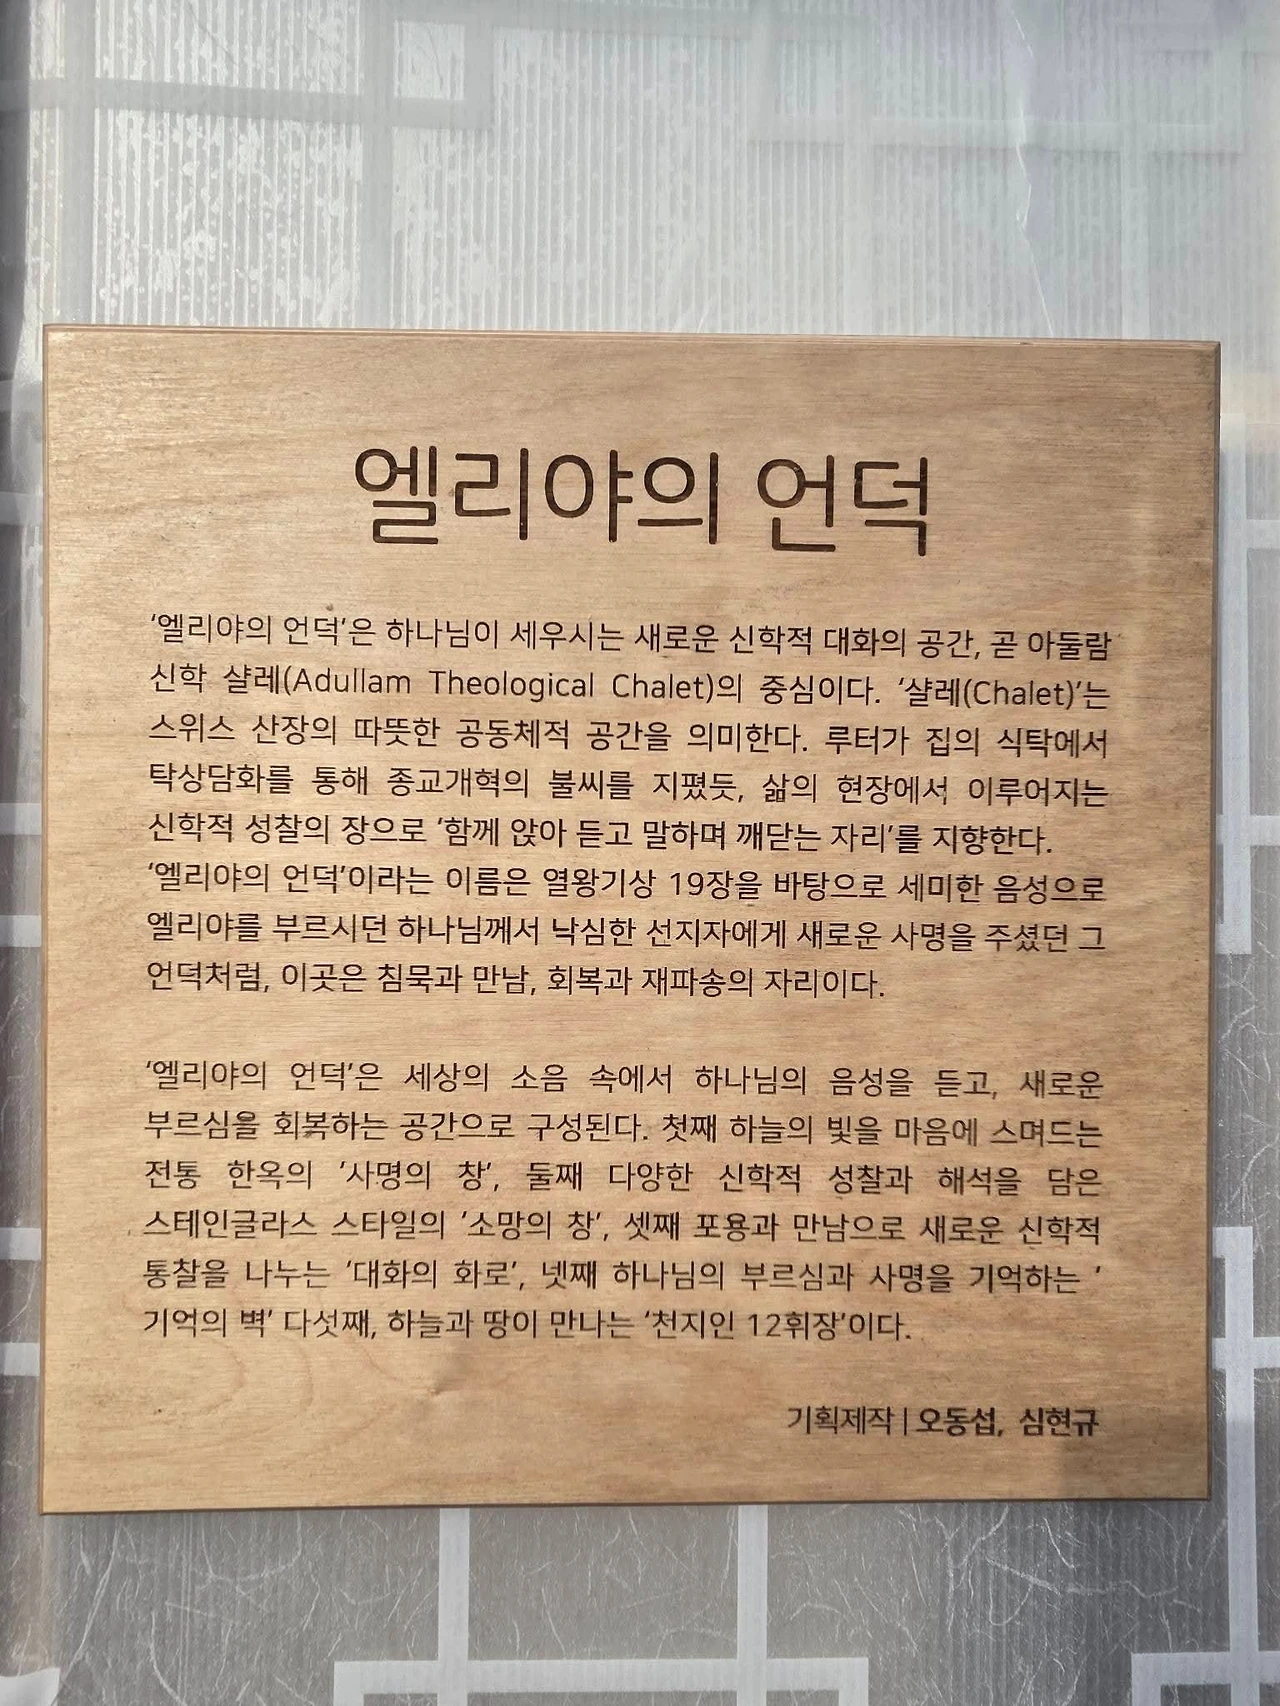 엘리야의 언덕
‘엘리야의 언덕’은 하나님이 세우시는 새로운 신학적 대화의 공간, 곧 아둘람
신학 샬레(Adullam Theological Chalet)의 중심이다. ‘샬레(Chalet)’는
스위스 산장의 따뜻한 공동체적 공간을 의미한다. 루터가 집의 식탁에서
탁상담화를 통해 종교개혁의 불씨를 지폈듯, 삶의 현장에서 이루어지는
신학적 성찰의 장으로 ‘함께 앉아 듣고 말하며 깨닫는 자리’를 지향한다.
‘엘리야의 언덕’이라는 이름은 열왕기상 19장을 바탕으로 세미한 음성으로
엘리야를 부르시던 하나님께서 낙심한 선지자에게 새로운 사명을 주셨던 그
언덕처럼, 이곳은 침묵과 만남, 회복과 재파송의 자리이다.
‘엘리야의 언덕’은 세상의 소음 속에서 하나님의 음성을 듣고, 새로운
부르심을 회복하는 공간으로 구성된다. 첫째 하늘의 빛을 마음에 스며드는
전통 한옥의 ‘사명의 창’, 둘째 다양한 신학적 성찰과 해석을 담은
스테인글라스 스타일의 ‘소망의 창’, 셋째 포용과 만남으로 새로운 신학적
통찰을 나누는 ‘대화의 화로’, 넷째 하나님의 부르심과 사명을 기억하는 ‘
기억의 벽’ 다섯째, 하늘과 땅이 만나는 ‘천지인 12휘장’이다.
기획제작 | 오동섭, 심현규